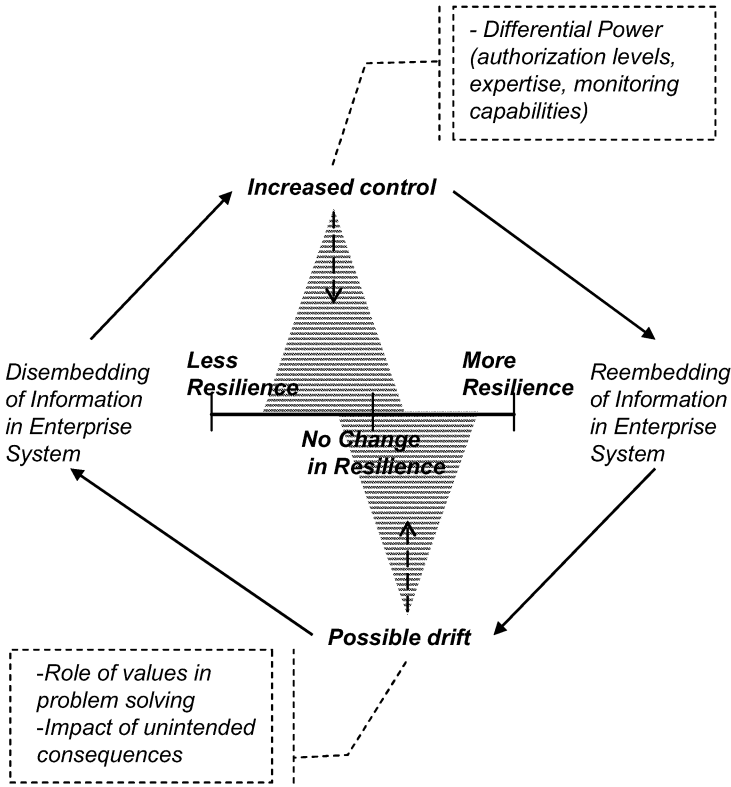 - Differential Power
(authorization levels,
expertise, monitoring
capabilities)
Increased control
Disembedding
of Information
in Enterprise
System
Less
Resilience
More
Resilience
Reembedding
of Information
in Enterprise
System
No Change
in Resillience
Possible drift
-Role of values in
problem solving
-Impact of unintended
consequences